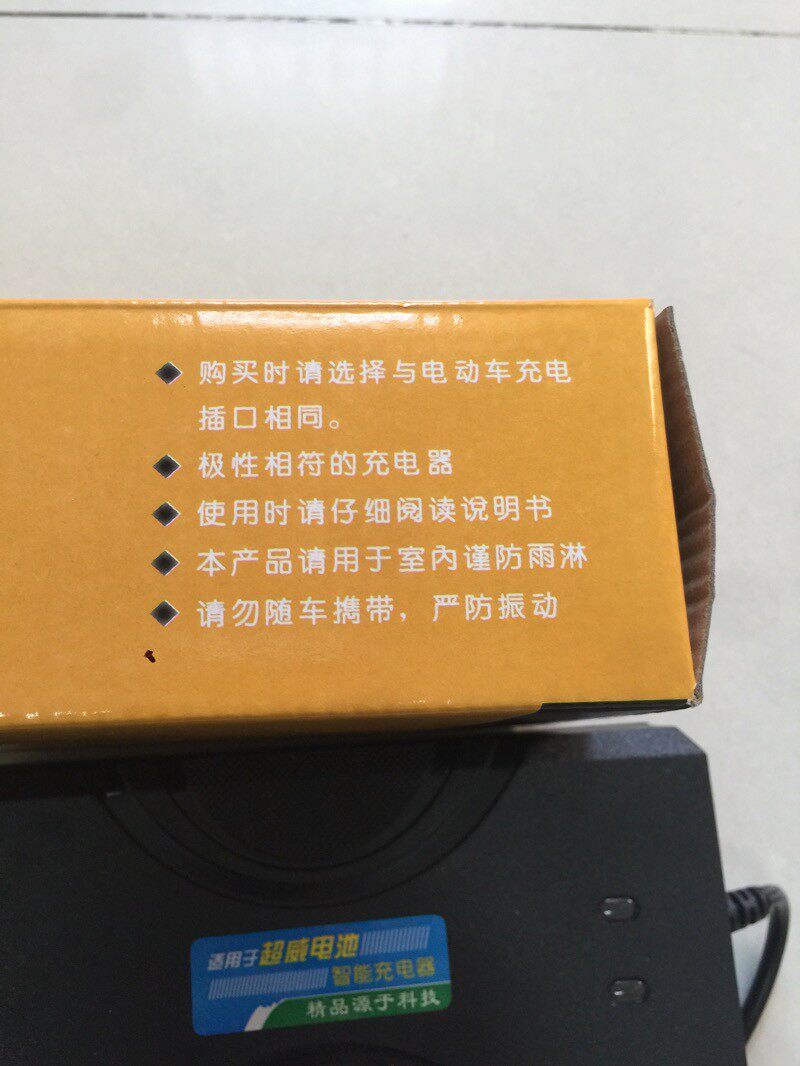 ◆ 购买时请选择与电动车充电
插口相同。
◆ 极性相符的充电器
◆ 使用时请仔细阅读说明书
◆ 本产品请用于室内谨防雨淋
◆ 请勿随车携带，严防振动
适用于超威电池
智能充电器
精品源于科技